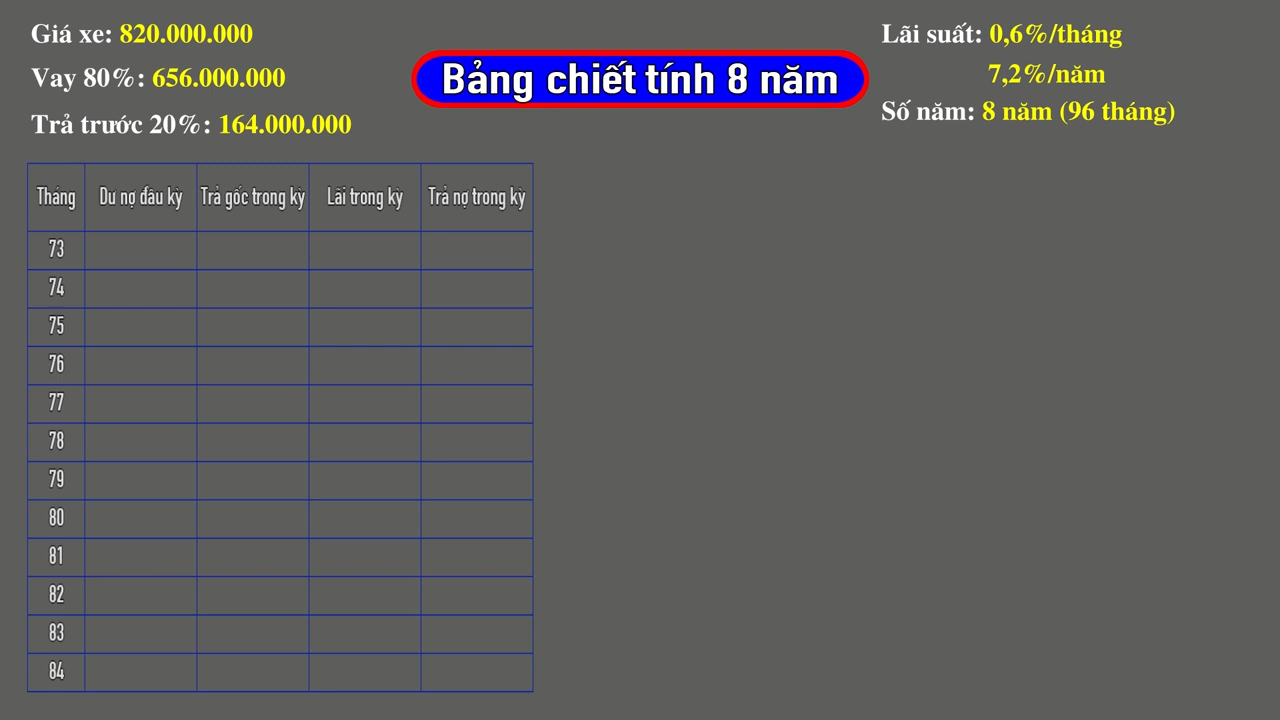 Giá xe: 820.000.000
Vay 80%: 656.000.000
Trả trước 20%: 164.000.000
Bảng chiết tính 8 năm
Lãi suất: 0,6%/tháng
7,2%/năm
Số năm: 8 năm (96 tháng)
Tháng Dư nợ đầu kỳ Trả gốc trong kỳ Lãi trong kỳ Trả nợ trong kỳ
73
74
75
76
77
78
79
80
81
82
83
84